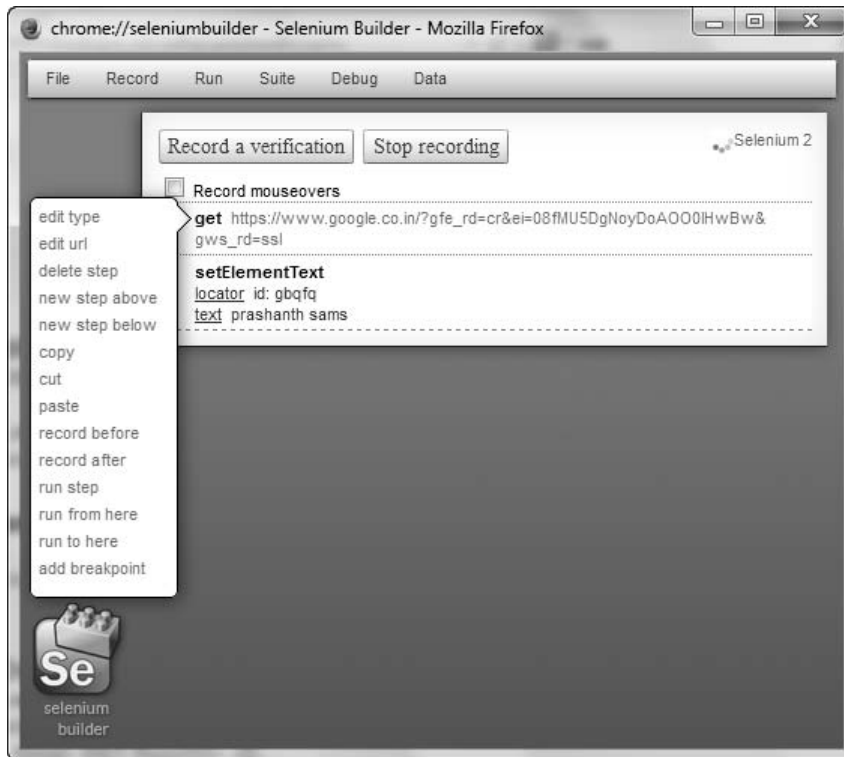 chrome://seleniumbuilder - Selenium Builder - Mozilla Firefox
File Record Run Suite Debug Data
Record a verification Stop recording Selenium 2
Record mouseovers
get https://www.google.co.in/?gfe_rd=cr&ei=08fMU5DgNoyDoAOO0IHwBw&
gws_rd=ssl
setElementText
locator id: gbqfq
text prashanth sams
edit type
edit url
delete step
new step above
new step below
copy
cut
paste
record before
record after
run step
run from here
run to here
add breakpoint
Se
selenium
builder